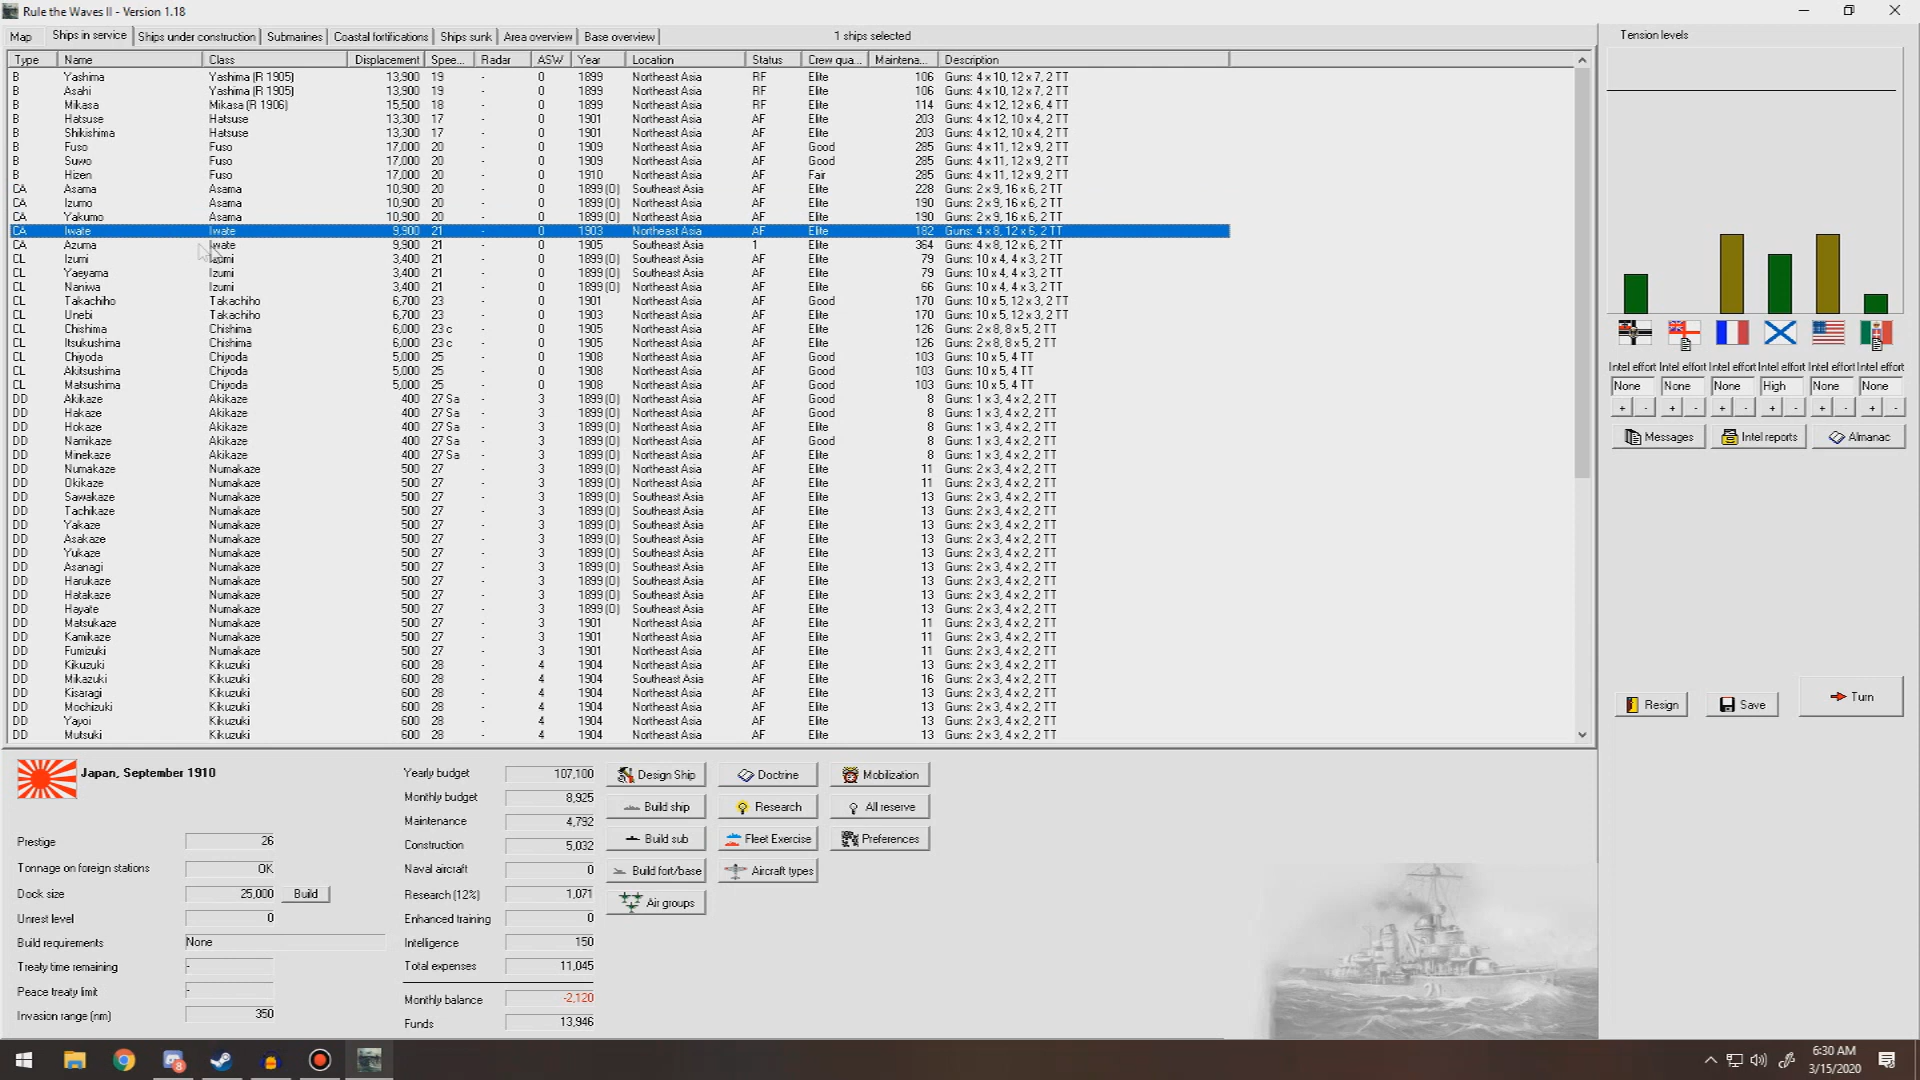 Rule the Waves II - Version 1.18
Map Ships in service Ships under construction Submarines Coastal fortifications Ships sunk Area overview Base overview 1 ships selected
Type Name Class Displacement Spee... Radar ASW Year Location Status Crew qua... Maintena... Description
B Yashima Yashima (R 1905) 13,900 19 - 0 1899 Northeast Asia RF Elite 106 Guns: 4 x 10, 12 x 7, 2 TT
B Asahi Yashima (R 1905) 13,900 19 - 0 1899 Northeast Asia RF Elite 106 Guns: 4 x 10, 12 x 7, 2 TT
B Mikasa Mikasa (R 1906) 15,500 18 - 0 1899 Northeast Asia RF Elite 114 Guns: 4 x 12, 12 x 6, 4 TT
B Hatsuse Hatsuse 13,300 17 - 0 1901 Northeast Asia AF Elite 203 Guns: 4 x 12, 10 x 4, 2 TT
B Shikishima Hatsuse 13,300 17 - 0 1901 Northeast Asia AF Elite 203 Guns: 4 x 12, 10 x 4, 2 TT
B Fuso Fuso 17,000 20 - 0 1909 Northeast Asia AF Good 285 Guns: 4 x 11, 12 x 9, 2 TT
B Suwo Fuso 17,000 20 - 0 1909 Northeast Asia AF Good 285 Guns: 4 x 11, 12 x 9, 2 TT
B Hizen Fuso 17,000 20 - 0 1910 Northeast Asia AF Fair 285 Guns: 4 x 11, 12 x 9, 2 TT
CA Asama Asama 10,900 20 - 0 1899 (O) Southeast Asia AF Elite 228 Guns: 2 x 9, 16 x 6, 2 TT
CA Izumo Asama 10,900 20 - 0 1899 (O) Northeast Asia AF Elite 190 Guns: 2 x 9, 16 x 6, 2 TT
CA Yakumo Asama 10,900 20 - 0 1899 (O) Northeast Asia AF Elite 190 Guns: 2 x 9, 16 x 6, 2 TT
CA Iwate Iwate 9,900 21 - 0 1903 Northeast Asia AF Elite 182 Guns: 4 x 8, 12 x 6, 2 TT
CA Azuma Iwate 9,900 21 - 0 1905 Southeast Asia 1 Elite 364 Guns: 4 x 8, 12 x 6, 2 TT
CL Izumi Izumi 3,400 21 - 0 1899 (O) Southeast Asia AF Elite 79 Guns: 10 x 4, 4 x 3, 2 TT
CL Yaeyama Izumi 3,400 21 - 0 1899 (O) Southeast Asia AF Elite 79 Guns: 10 x 4, 4 x 3, 2 TT
CL Naniwa Izumi 3,400 21 - 0 1899 (O) Northeast Asia AF Elite 66 Guns: 10 x 4, 4 x 3, 2 TT
CL Takachiho Takachiho 6,700 23 - 0 1901 Northeast Asia AF Good 170 Guns: 10 x 5, 12 x 3, 2 TT
CL Unebi Takachiho 6,700 23 - 0 1903 Northeast Asia AF Elite 170 Guns: 10 x 5, 12 x 3, 2 TT
CL Chishima Chishima 6,000 23 c - 0 1905 Northeast Asia AF Elite 126 Guns: 2 x 8, 8 x 5, 2 TT
CL Itsukushima Chishima 6,000 23 c - 0 1905 Northeast Asia AF Elite 126 Guns: 2 x 8, 8 x 5, 2 TT
CL Chiyoda Chiyoda 5,000 25 - 0 1908 Northeast Asia AF Good 103 Guns: 10 x 5, 4 TT
CL Akitsushima Chiyoda 5,000 25 - 0 1908 Northeast Asia AF Good 103 Guns: 10 x 5, 4 TT
CL Matsushima Chiyoda 5,000 25 - 0 1908 Northeast Asia AF Good 103 Guns: 10 x 5, 4 TT
DD Akikaze Akikaze 400 27 Sa - 3 1899 (O) Northeast Asia AF Good 8 Guns: 1 x 3, 4 x 2, 2 TT
DD Hakaze Akikaze 400 27 Sa - 3 1899 (O) Northeast Asia AF Good 8 Guns: 1 x 3, 4 x 2, 2 TT
DD Hokaze Akikaze 400 27 Sa - 3 1899 (O) Northeast Asia AF Elite 8 Guns: 1 x 3, 4 x 2, 2 TT
DD Namikaze Akikaze 400 27 Sa - 3 1899 (O) Northeast Asia AF Good 8 Guns: 1 x 3, 4 x 2, 2 TT
DD Minekaze Akikaze 400 27 Sa - 3 1899 (O) Northeast Asia AF Elite 8 Guns: 1 x 3, 4 x 2, 2 TT
DD Numakaze Numakaze 500 27 - 3 1899 (O) Northeast Asia AF Elite 11 Guns: 2 x 3, 4 x 2, 2 TT
DD Okikaze Numakaze 500 27 - 3 1899 (O) Northeast Asia AF Elite 11 Guns: 2 x 3, 4 x 2, 2 TT
DD Sawakaze Numakaze 500 27 - 3 1899 (O) Southeast Asia AF Elite 13 Guns: 2 x 3, 4 x 2, 2 TT
DD Tachikaze Numakaze 500 27 - 3 1899 (O) Southeast Asia AF Elite 13 Guns: 2 x 3, 4 x 2, 2 TT
DD Yakaze Numakaze 500 27 - 3 1899 (O) Southeast Asia AF Elite 13 Guns: 2 x 3, 4 x 2, 2 TT
DD Asakaze Numakaze 500 27 - 3 1899 (O) Southeast Asia AF Elite 13 Guns: 2 x 3, 4 x 2, 2 TT
DD Yukaze Numakaze 500 27 - 3 1899 (O) Southeast Asia AF Elite 13 Guns: 2 x 3, 4 x 2, 2 TT
DD Asanagi Numakaze 500 27 - 3 1899 (O) Southeast Asia AF Elite 13 Guns: 2 x 3, 4 x 2, 2 TT
DD Harukaze Numakaze 500 27 - 3 1899 (O) Southeast Asia AF Elite 13 Guns: 2 x 3, 4 x 2, 2 TT
DD Hatakaze Numakaze 500 27 - 3 1899 (O) Southeast Asia AF Elite 13 Guns: 2 x 3, 4 x 2, 2 TT
DD Hayate Numakaze 500 27 - 3 1899 (O) Southeast Asia AF Elite 13 Guns: 2 x 3, 4 x 2, 2 TT
DD Matsukaze Numakaze 500 27 - 3 1901 Northeast Asia AF Elite 11 Guns: 2 x 3, 4 x 2, 2 TT
DD Kamikaze Numakaze 500 27 - 3 1901 Northeast Asia AF Elite 11 Guns: 2 x 3, 4 x 2, 2 TT
DD Fumizuki Numakaze 500 27 - 3 1901 Northeast Asia AF Elite 11 Guns: 2 x 3, 4 x 2, 2 TT
DD Kikuzuki Kikuzuki 600 28 - 4 1904 Northeast Asia AF Elite 13 Guns: 2 x 3, 4 x 2, 2 TT
DD Mikazuki Kikuzuki 600 28 - 4 1904 Southeast Asia AF Elite 16 Guns: 2 x 3, 4 x 2, 2 TT
DD Kisaragi Kikuzuki 600 28 - 4 1904 Northeast Asia AF Elite 13 Guns: 2 x 3, 4 x 2, 2 TT
DD Mochizuki Kikuzuki 600 28 - 4 1904 Northeast Asia AF Elite 13 Guns: 2 x 3, 4 x 2, 2 TT
DD Yayoi Kikuzuki 600 28 - 4 1904 Northeast Asia AF Elite 13 Guns: 2 x 3, 4 x 2, 2 TT
DD Mutsuki Kikuzuki 600 28 - 4 1904 Northeast Asia AF Elite 13 Guns: 2 x 3, 4 x 2, 2 TT
Tension levels
Intel effort Intel effort Intel effort Intel effort Intel effort Intel effort
None None None High None None
+ - + - + - + - + - + -
Messages Intel reports Almanac
Resign Save Turn
Japan, September 1910
Prestige 26
Tonnage on foreign stations OK
Dock size 25,000 Build
Unrest level 0
Build requirements None
Treaty time remaining -
Peace treaty limit -
Invasion range (nm) 350
Yearly budget 107,100
Monthly budget 8,925
Maintenance 4,792
Construction 5,032
Naval aircraft 0
Research (12%) 1,071
Enhanced training 0
Intelligence 150
Total expenses 11,045
Monthly balance -2,120
Funds 13,946
Design Ship Doctrine Mobilization
Build ship Research All reserve
Build sub Fleet Exercise Preferences
Build fort/base Aircraft types
Air groups
8
6:30 AM
3/15/2020